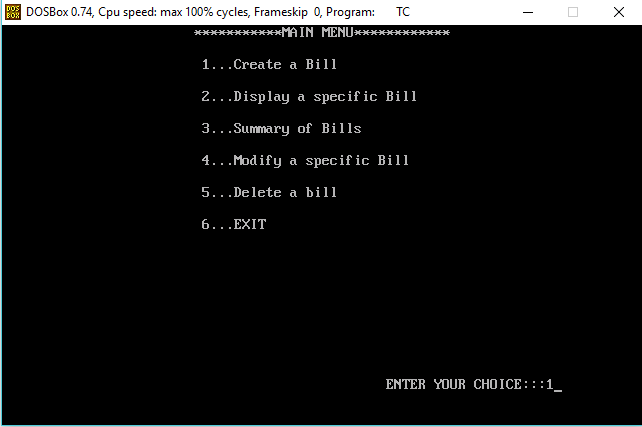 DOS BOX
DOSBox 0.74, Cpu speed: max 100% cycles, Frameskip 0, Program: TC
***********MAIN MENU************
1...Create a Bill
2...Display a specific Bill
3...Summary of Bills
4...Modify a specific Bill
5...Delete a bill
6...EXIT
ENTER YOUR CHOICE:::1_